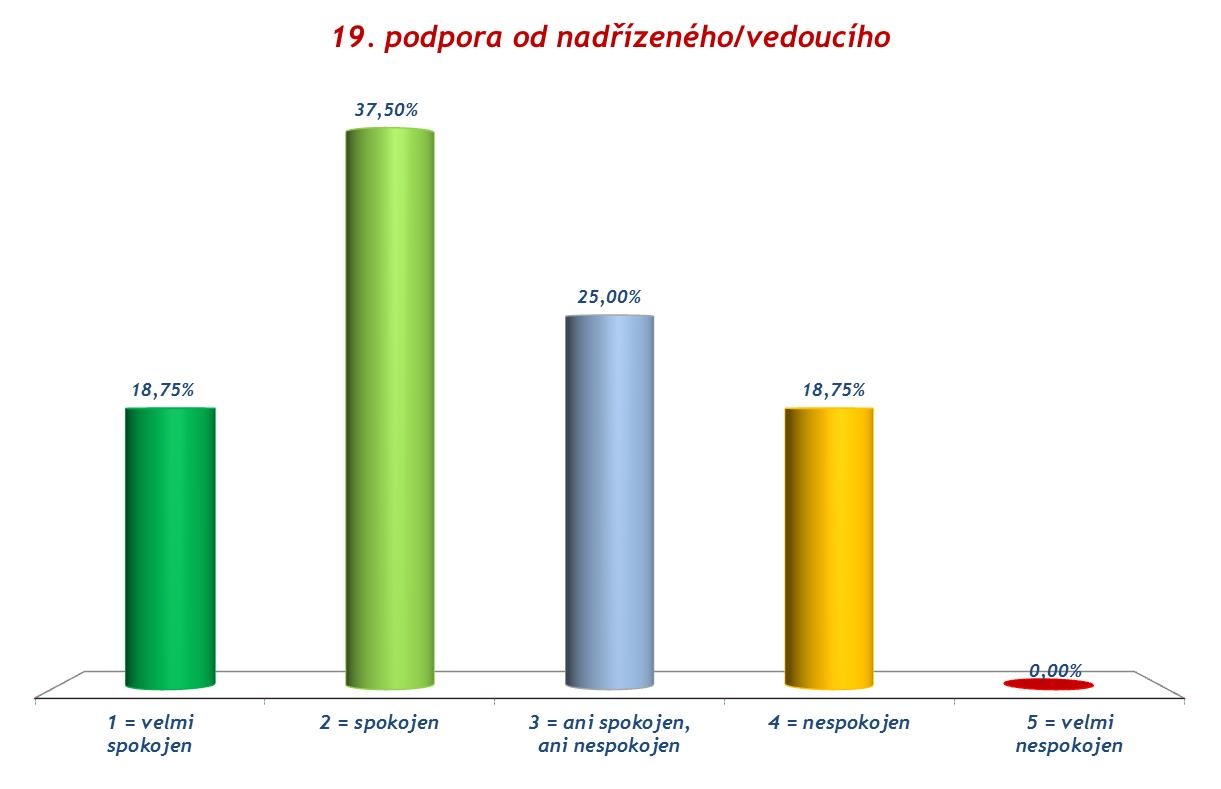 19. podpora od nadřízeného/vedoucího
37,50%
25,00%
18,75%
18,75%
0,00%
1 = velmi
spokojen
2 = spokojen
3 = ani spokojen,
ani nespokojen
4 = nespokojen
5 = velmi
nespokojen